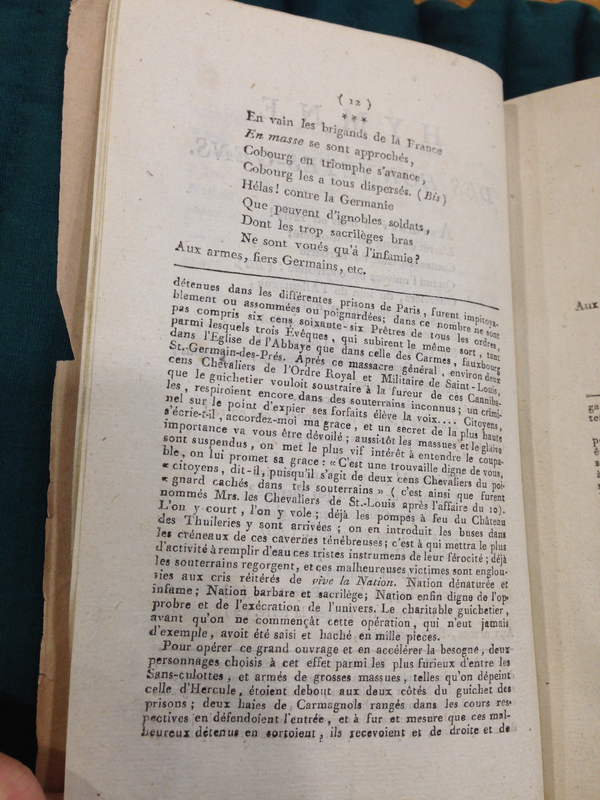 ( 12 )
***
En vain les brigands de la France
En masse se sont approchés,
Cobourg en triomphe s'avance,
Cobourg les a tous dispersés. (Bis)
Hélas! contre la Germanie
Que peuvent d'ignobles soldats,
Dont les trop sacrilèges bras
Ne sont voués qu'à l'infamie?
Aux armes, fiers Germains, etc.
détenues dans les différentes prisons de Paris, furent impitoya-
blement ou assommées ou poignardées; dans ce nombre ne sont
pas compris six cens soixante-six Prêtres de tous les ordres,
parmi lesquels trois Evêques, qui subirent le même sort, tant
dans l'Eglise de l'Abbaye que dans celle des Carmes, fauxbourg
St.-Germain-des-Prés. Après ce massacre général, environ deux
cens Chevaliers de l'Ordre Royal et Militaire de Saint-Louis,
que le guichetier vouloit soustraire à la fureur de ces Canniba-
les, respiroient encore dans des souterrains inconnus; un crimi-
nel sur le point d'expier ses forfaits élève la voix.... Citoyens,
s'écrie-t-il, accordez-moi ma grace, et un secret de la plus haute
importance va vous être dévoilé; aussi-tôt les massues et le glaive
sont suspendus, on met le plus vif intérêt à entendre le coupa-
ble, on lui promet sa grace: « C'est une trouvaille digne de vous,
« citoyens, dit-il, puisqu'il s'agit de deux cens Chevaliers du poi-
« gnard cachés dans tels souterrains » ( c'est ainsi que furent
nommés Mrs. les Chevaliers de St.-Louis après l'affaire du 10).
L'on y court, l'on y vole; déjà les pompes à feu du Château
des Thuileries y sont arrivées; on en introduit les buses dans
les créneaux de ces cavernes ténébreuses; c'est à qui mettra le plus
d'activité à remplir d'eau ces tristes instrumens de leur férocité; déjà
les souterrains regorgent, et ces malheureuses victimes sont englou-
ties aux cris réitérés de vive la Nation. Nation dénaturée et
infame; Nation barbare et sacrilège; Nation enfin digne de l'op-
probre et de l'exécration de l'univers. Le charitable guichetier,
avant qu'on ne commençât cette opération, qui n'eut jamais
d'exemple, avoit été saisi et haché en mille pieces.
Pour opérer ce grand ouvrage et en accélérer la besogne, deux
personnages choisis à cet effet parmi les plus furieux d'entre les
Sans-culottes, et armés de grosses massues, telles qu'on dépeint
celle d'Hercule, étoient debout aux deux côtés du guichet des
prisons; deux haies de Carmagnols rangés dans les cours res-
pectives en défendoient l'entrée, et à fur et mesure que ces mal-
heureux détenus en sortoient, ils recevoient et de droite et de
Aux